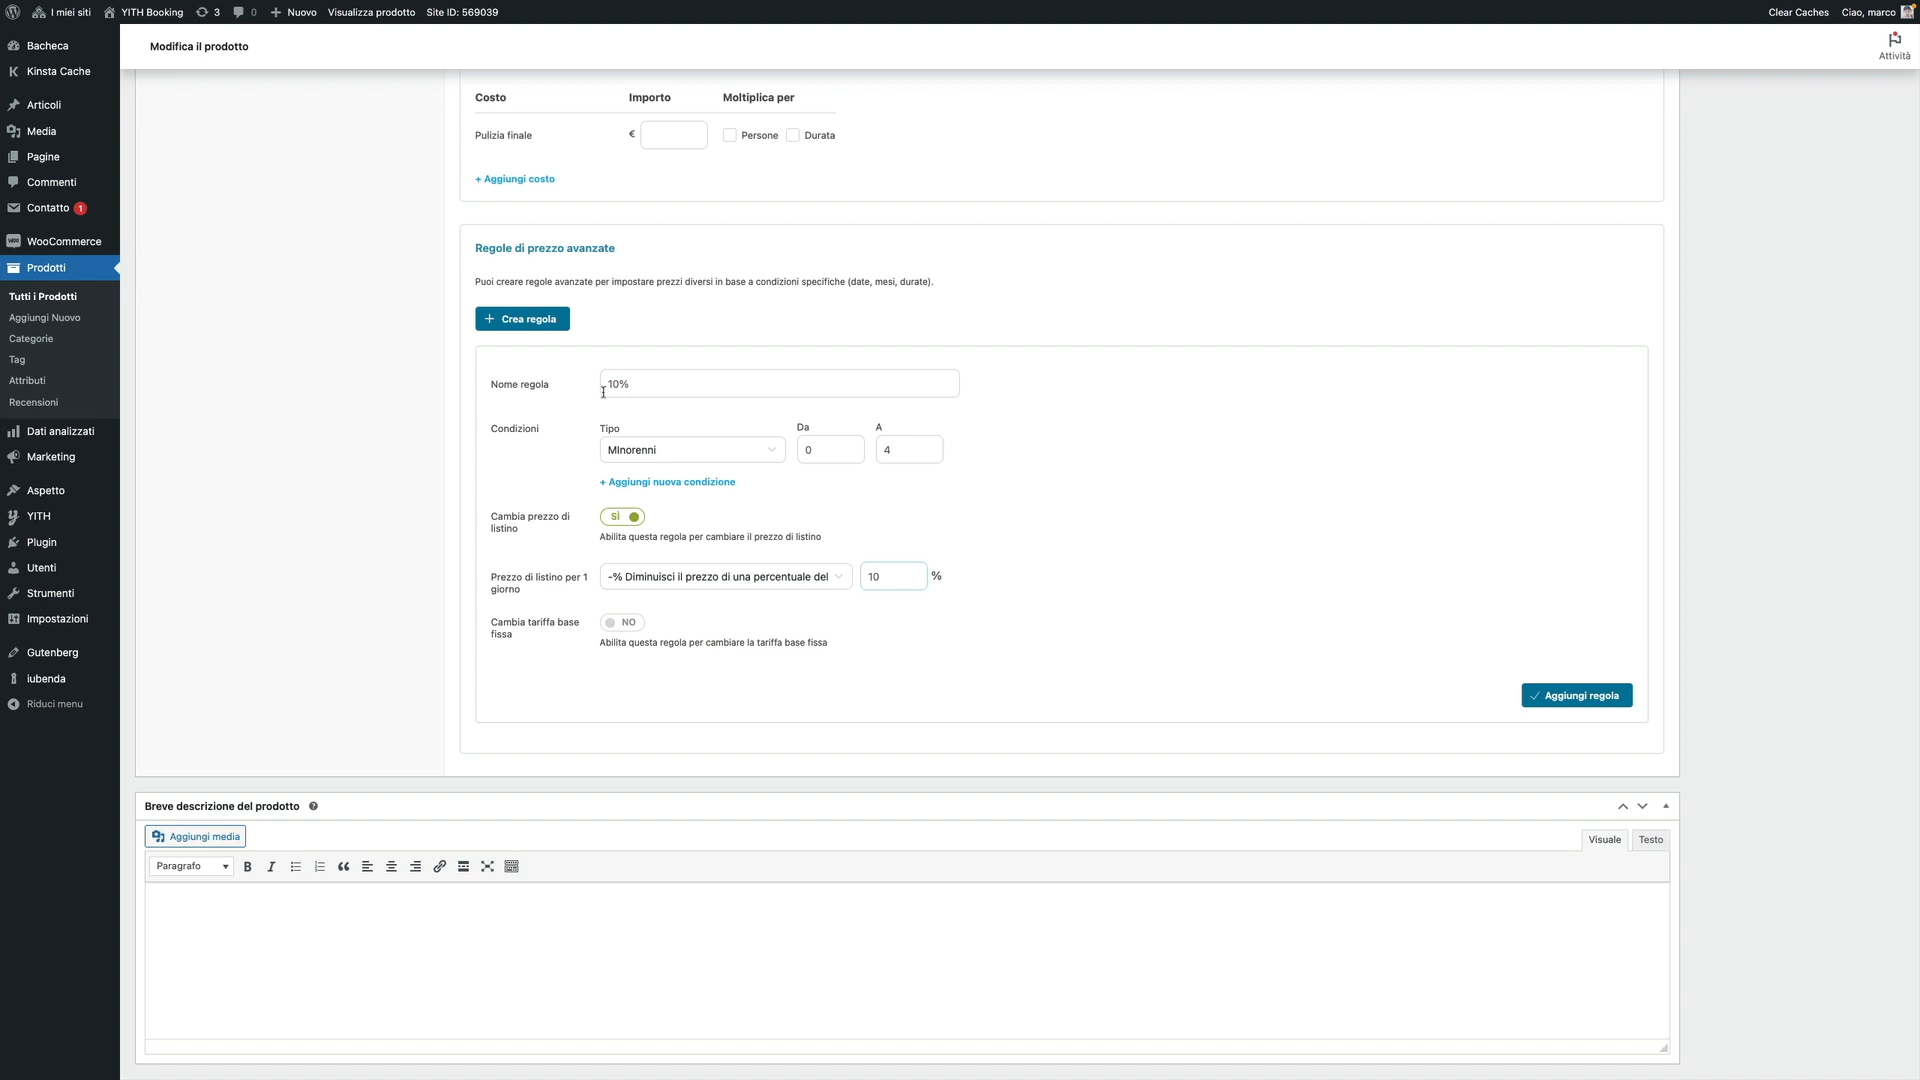 I miei siti YITH Booking 3 0 Nuovo Visualizza prodotto Site ID: 569039 Clear Caches Ciao, marco
Modifica il prodotto
Attività
Bacheca
Kinsta Cache
Articoli
Media
Pagine
Commenti
Contatto 1
WooCommerce
Prodotti
Tutti i Prodotti
Aggiungi Nuovo
Categorie
Tag
Attributi
Recensioni
Dati analizzati
Marketing
Aspetto
YITH
Plugin
Utenti
Strumenti
Impostazioni
Gutenberg
iubenda
Riduci menu
Costo Importo Moltiplica per
Pulizia finale € Persone Durata
+ Aggiungi costo
Regole di prezzo avanzate
Puoi creare regole avanzate per impostare prezzi diversi in base a condizioni specifiche (date, mesi, durate).
+ Crea regola
Nome regola 10%
Condizioni Tipo Da A
MInorenni 0 4
+ Aggiungi nuova condizione
Cambia prezzo di
listino
SÌ
Abilita questa regola per cambiare il prezzo di listino
Prezzo di listino per 1
giorno
-% Diminuisci il prezzo di una percentuale del 10 %
Cambia tariffa base
fissa
NO
Abilita questa regola per cambiare la tariffa base fissa
Aggiungi regola
Breve descrizione del prodotto ?
Aggiungi media
Visuale Testo
Paragrafo B I